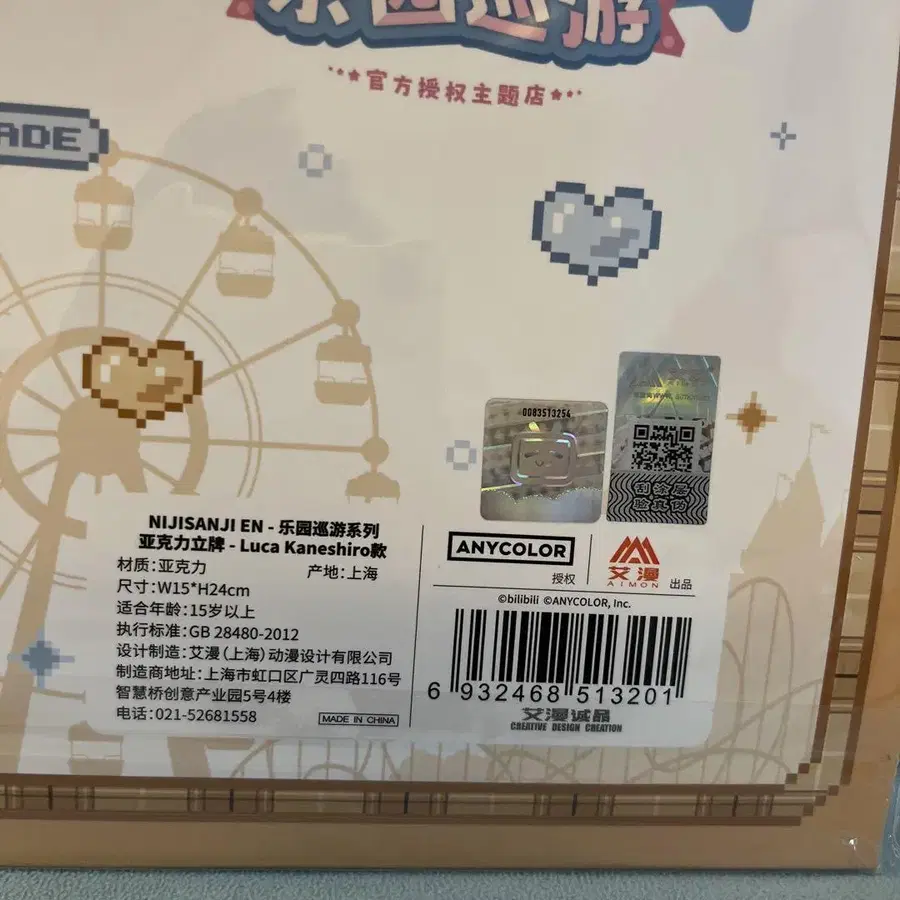 乐园巡游
官方授权主题店
ADE
0083513254
刮涂层
验真伪
NIJISANJI EN - 乐园巡游系列
亚克力立牌 - Luca Kaneshiro款
材质:亚克力 产地:上海
尺寸:W15*H24cm
适合年龄:15岁以上
执行标准:GB 28480-2012
设计制造:艾漫(上海)动漫设计有限公司
制造商地址:上海市虹口区广灵四路116号
智慧桥创意产业园5号4楼
电话:021-52681558
MADE IN CHINA
ANYCOLOR
授权
艾漫
AIMON
出品
©bilibili ©ANYCOLOR, Inc.
6 932468 513201
艾漫诚品
CREATIVE DESIGN CREATION